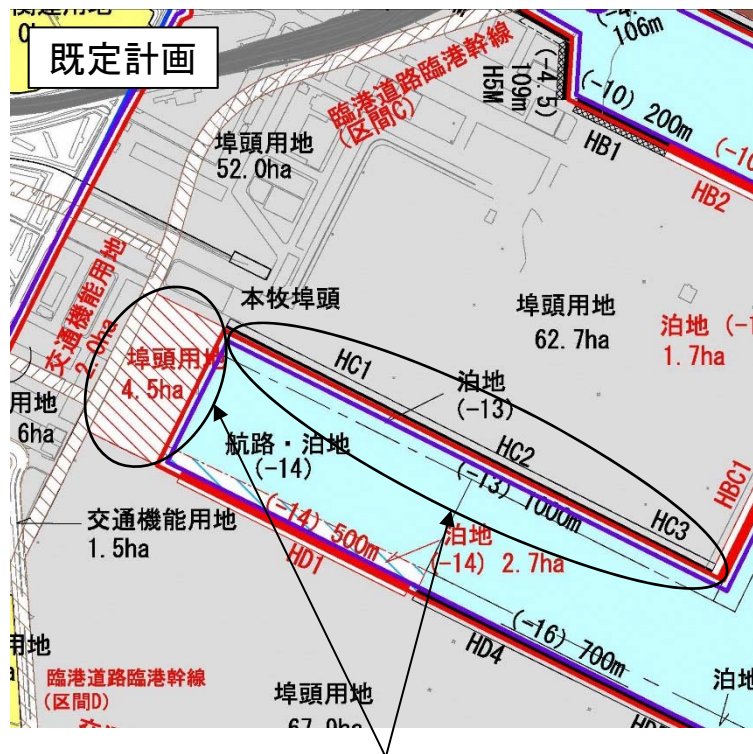 既定計画
臨港道路臨港幹線
(区間C)
(-4.5)
109m
H5M
106m
(-10) 200m
HB1
HB2
埠頭用地
52.0ha
交通機能用地
2.0ha
本牧埠頭
埠頭用地
4.5ha
埠頭用地
62.7ha
1.7ha
HC1
泊地
(-13)
HC2
(-13) 1000m
HC3
HBC1
航路・泊地
(-14)
用地
6ha
(-14) 500m
泊地
(-14) 2.7ha
HD1
交通機能用地
1.5ha
(-16) 700m
HD4
用地
臨港道路臨港幹線
(区間D)
埠頭用地
泊地